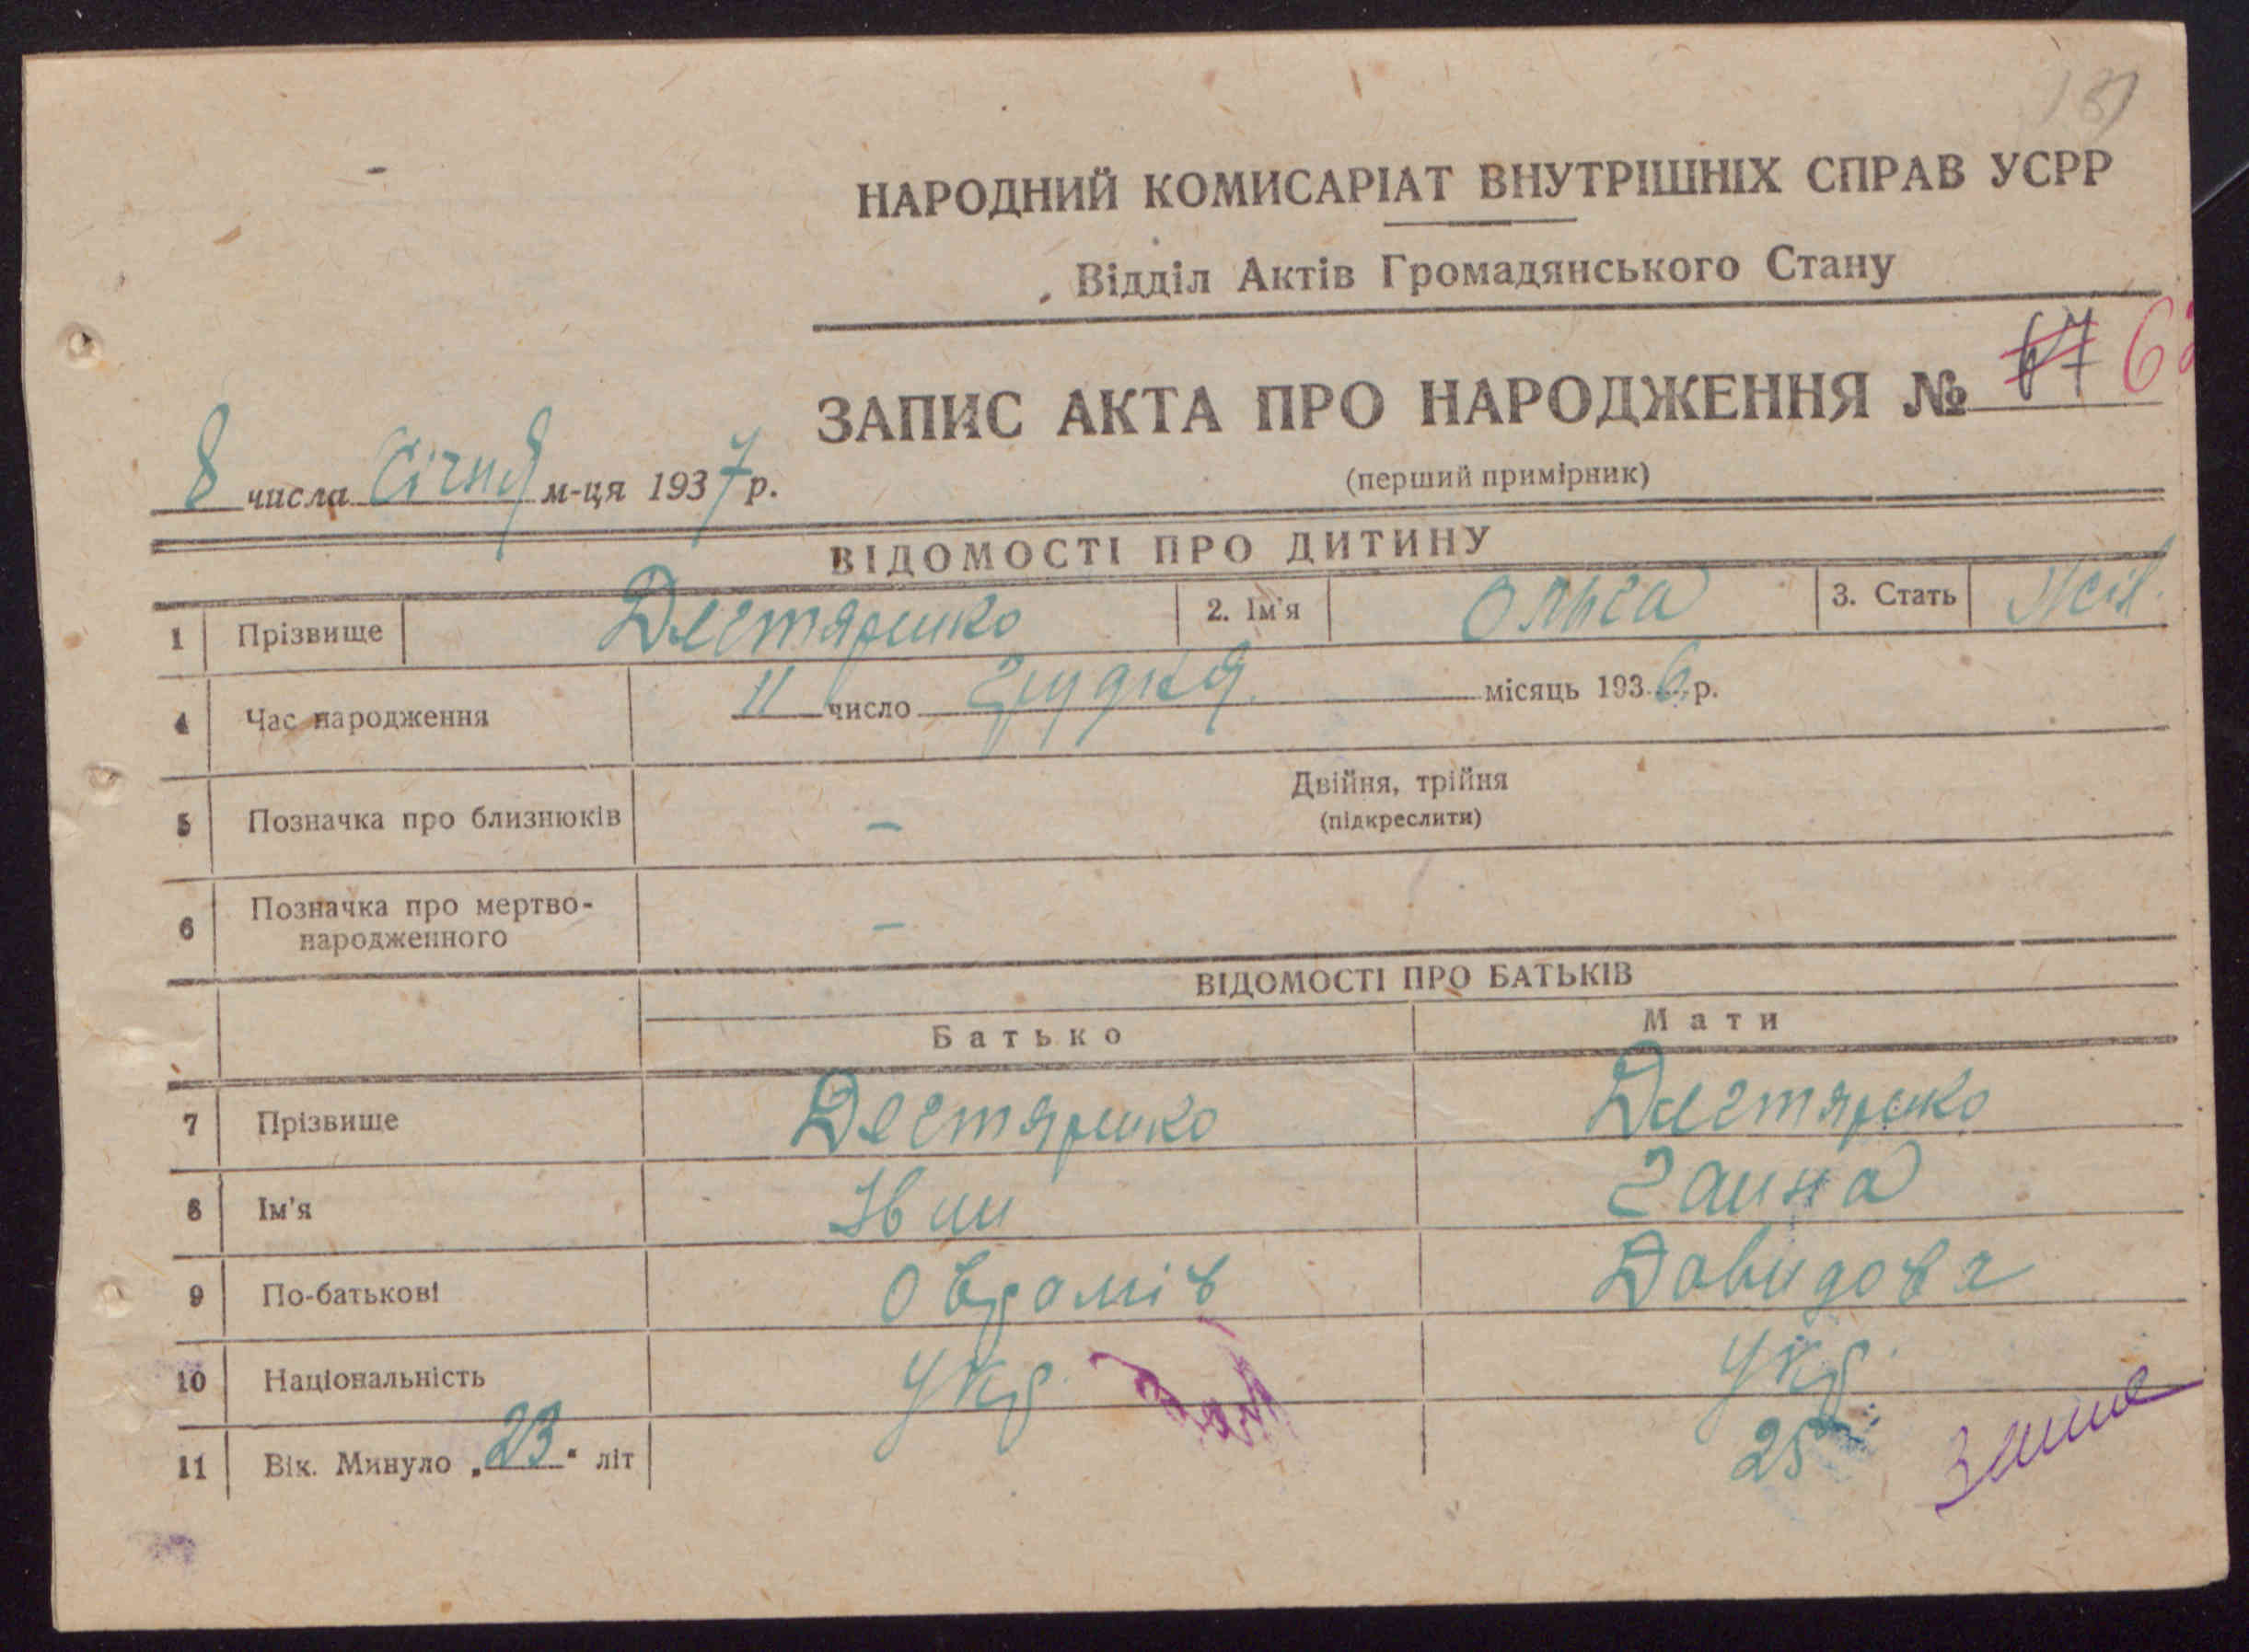 НАРОДНИЙ КОМИСАРІАТ ВНУТРІШНІХ СПРАВ УСРР
Відділ Актів Громадянського Стану
ЗАПИС АКТА ПРО НАРОДЖЕННЯ № 67
8 числа Січня м-ця 1937 р.
(перший примірник)
ВІДОМОСТІ ПРО ДИТИНУ
1 Прізвище Дегтяренко 2. Ім'я Ольга 3. Стать Жін.
4 Час народження 11 число Грудня місяць 1936 р.
5 Позначка про близнюків – Двійня, трійня
(підкреслити)
6 Позначка про мертво-
народженного –
ВІДОМОСТІ ПРО БАТЬКІВ
Батько Мати
7 Прізвище Дегтяренко Дегтяренко
8 Ім'я Іван Ганна
9 По-батькові Оврамів Давидовa
10 Національність Укр. Укр.
11 Вік. Минуло „23" літ 25